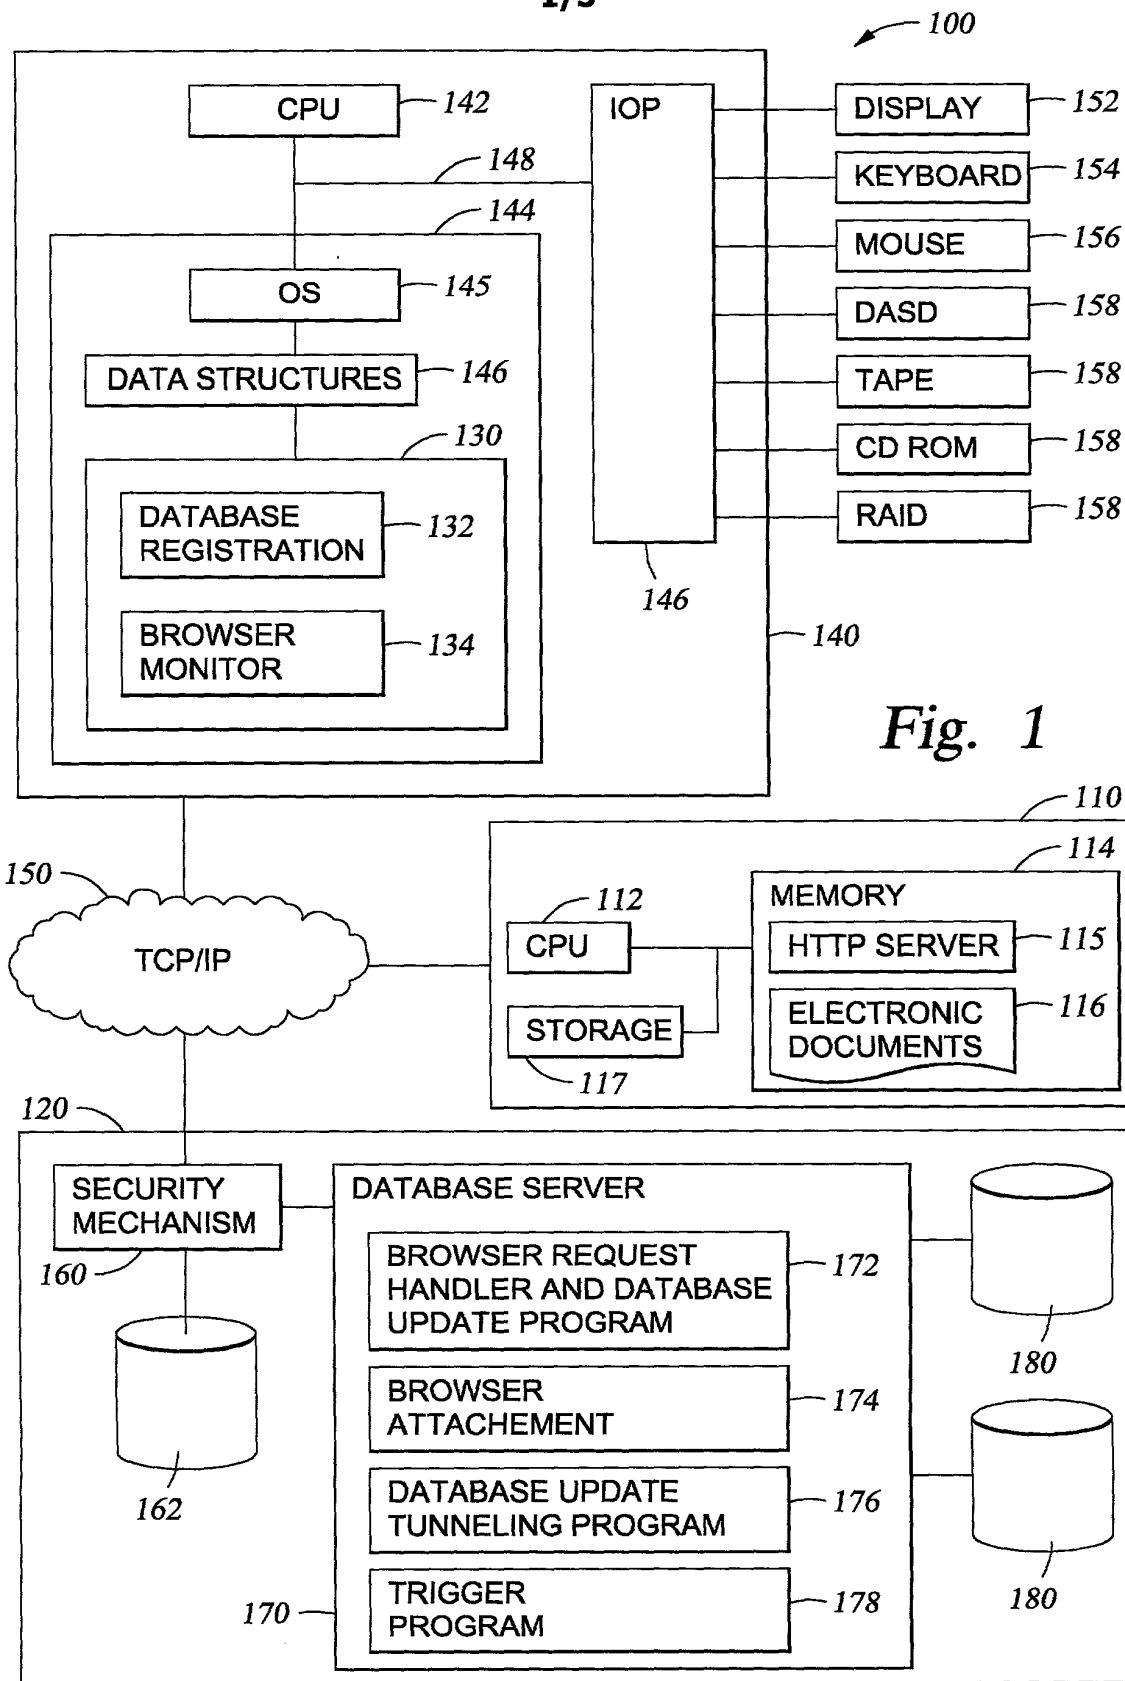 1/3
100
CPU
142
IOP
DISPLAY
152
148
KEYBOARD
154
144
MOUSE
156
OS
145
DASD
158
DATA STRUCTURES
146
TAPE
158
130
CD ROM
158
DATABASE
REGISTRATION
132
RAID
158
146
BROWSER
MONITOR
134
140
Fig. 1
110
150
114
112
MEMORY
TCP/IP
CPU
HTTP SERVER
115
STORAGE
ELECTRONIC
DOCUMENTS
116
117
120
SECURITY
MECHANISM
DATABASE SERVER
160
BROWSER REQUEST
HANDLER AND DATABASE
UPDATE PROGRAM
172
180
BROWSER
ATTACHEMENT
174
162
DATABASE UPDATE
TUNNELING PROGRAM
176
180
170
TRIGGER
PROGRAM
178